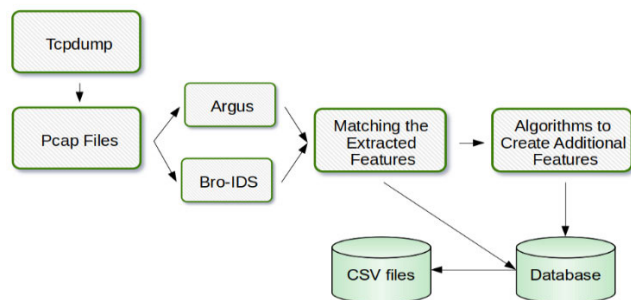 Tcpdump
Pcap Files
Argus
Bro-IDS
Matching the
Extracted
Features
Algorithms to
Create Additional
Features
CSV files
Database